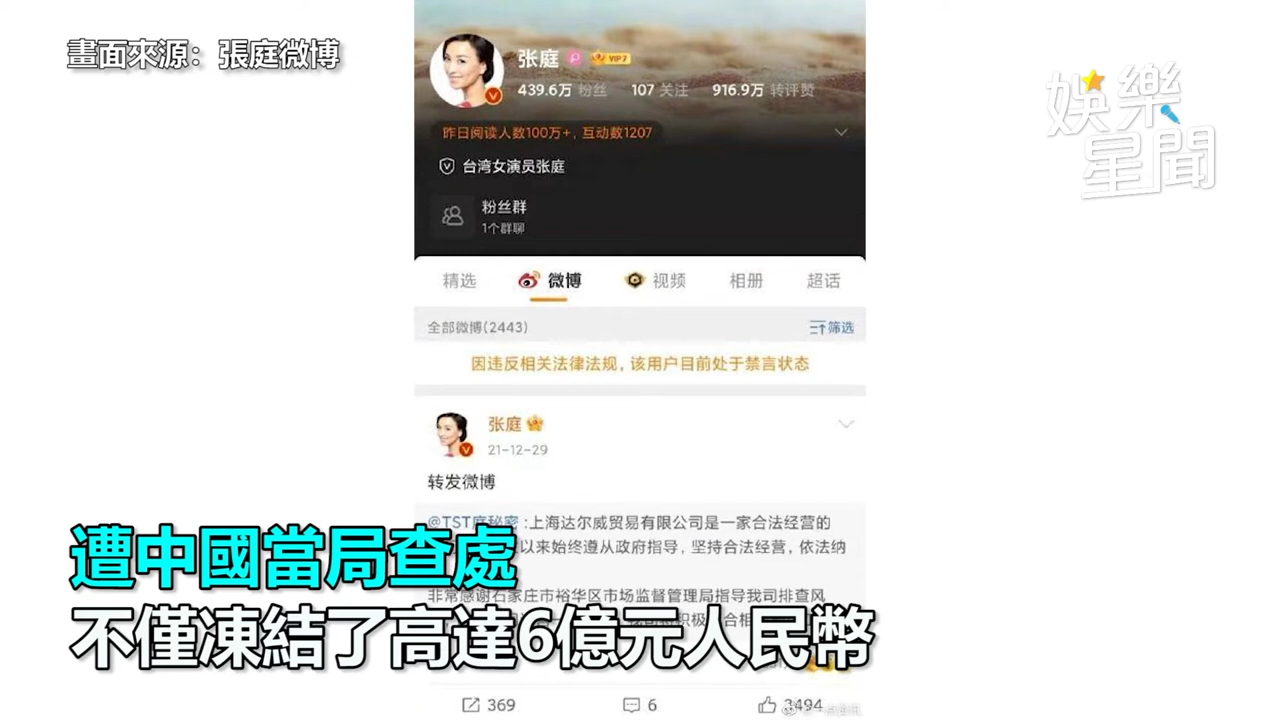 畫面來源：張庭微博
娛樂
星聞
张庭
VIP7
439.6万 粉丝 107 关注 916.9万 转评赞
昨日阅读人数100万+，互动数1207
台湾女演员张庭
粉丝群
1个群聊
精选 微博 视频 相册 超话
全部微博(2443)
筛选
因违反相关法律法规，该用户目前处于禁言状态
张庭
21-12-29
转发微博
@TST庭秘密：上海达尔威贸易有限公司是一家合法经营的
以来始终遵从政府指导，坚持合法经营，依法纳
非常感谢石家庄市裕华区市场监督管理局指导我司排查风
遭中國當局查處
不僅凍結了高達6億元人民幣
369 6 3494